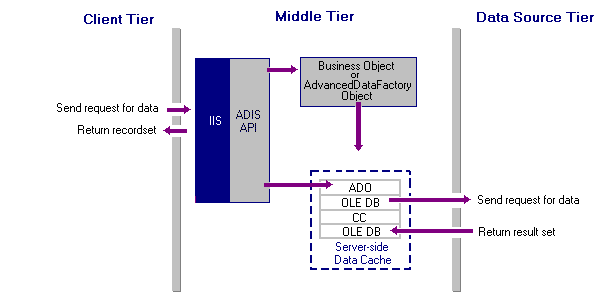 Client Tier
Middle Tier
Data Source Tier
Business Object
or
AdvancedDataFactory
Object
Send request for data
Return recordset
IIS
ADIS
API
ADO
OLE DB
CC
OLE DB
Server-side
Data Cache
Send request for data
Return result set